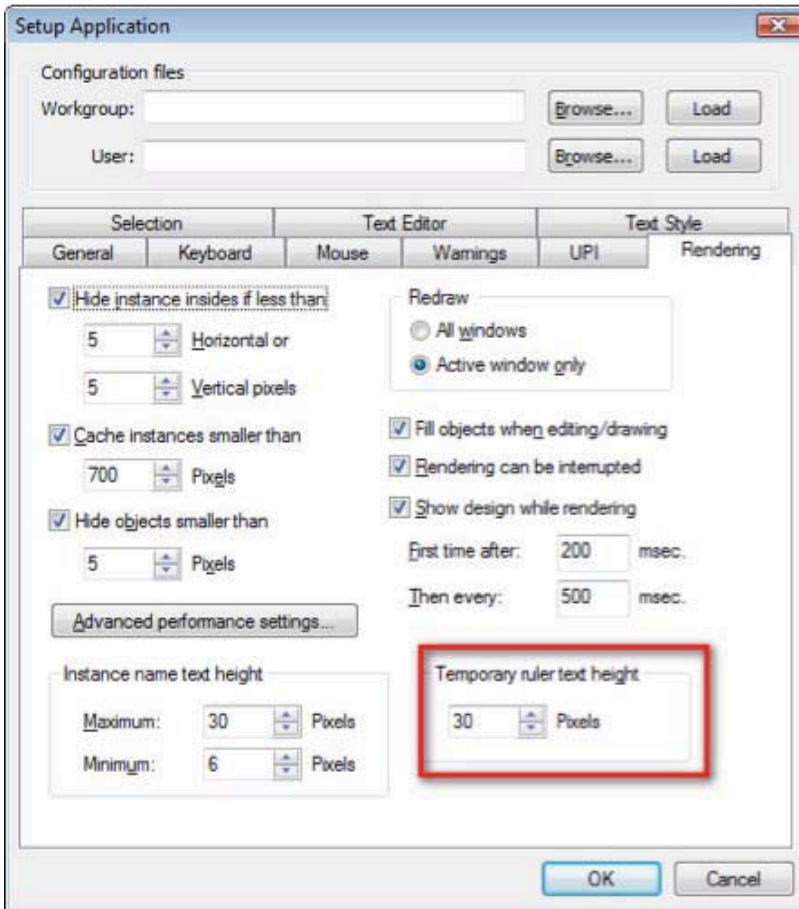 Setup Application
Configuration files
Workgroup:
Browse...
Load
User:
Browse...
Load
Selection
Text Editor
Text Style
General
Keyboard
Mouse
Warnings
UPI
Rendering
Hide instance insides if less than
5
Horizontal or
5
Vertical pixels
Cache instances smaller than
700
Pixels
Hide objects smaller than
5
Pixels
Advanced performance settings...
Redraw
All windows
Active window only
Fill objects when editing/drawing
Rendering can be interrupted
Show design while rendering
First time after:
200
msec.
Then every:
500
msec.
Instance name text height
Maximum:
30
Pixels
Minimum:
6
Pixels
Temporary ruler text height
30
Pixels
OK
Cancel